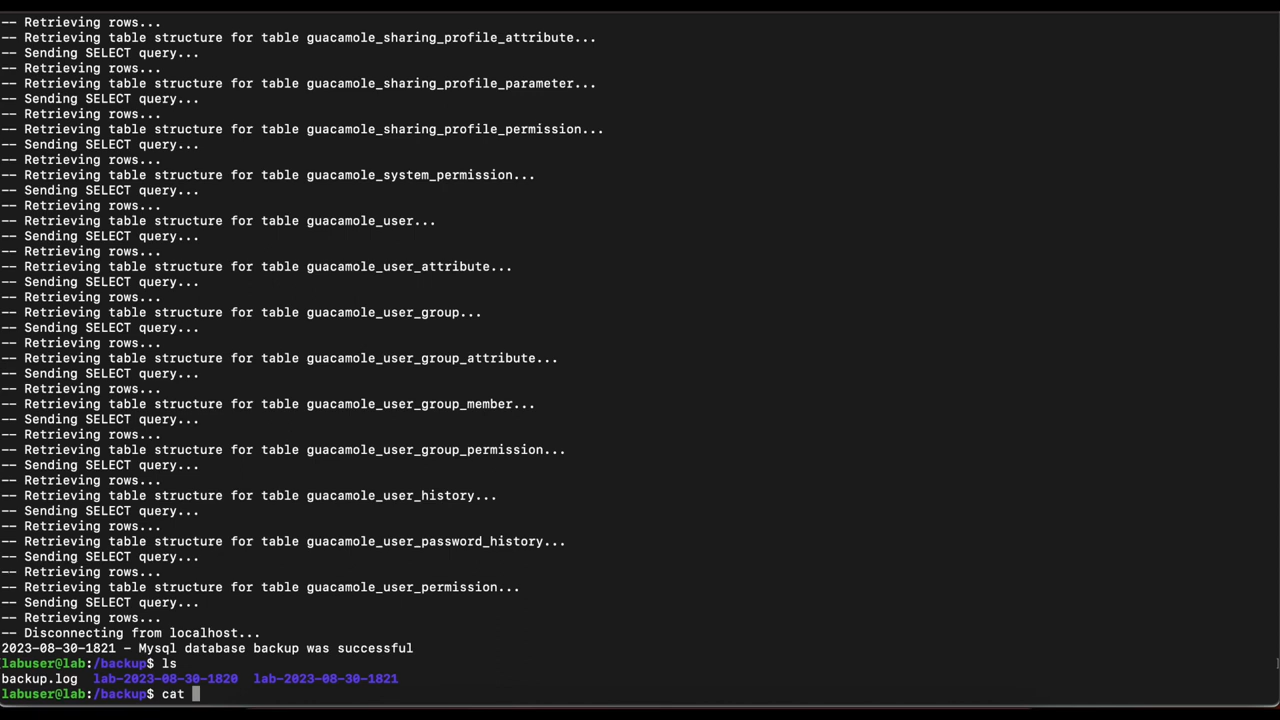 -- Retrieving rows...
-- Retrieving table structure for table guacamole_sharing_profile_attribute...
-- Sending SELECT query...
-- Retrieving rows...
-- Retrieving table structure for table guacamole_sharing_profile_parameter...
-- Sending SELECT query...
-- Retrieving rows...
-- Retrieving table structure for table guacamole_sharing_profile_permission...
-- Sending SELECT query...
-- Retrieving rows...
-- Retrieving table structure for table guacamole_system_permission...
-- Sending SELECT query...
-- Retrieving rows...
-- Retrieving table structure for table guacamole_user...
-- Sending SELECT query...
-- Retrieving rows...
-- Retrieving table structure for table guacamole_user_attribute...
-- Sending SELECT query...
-- Retrieving rows...
-- Retrieving table structure for table guacamole_user_group...
-- Sending SELECT query...
-- Retrieving rows...
-- Retrieving table structure for table guacamole_user_group_attribute...
-- Sending SELECT query...
-- Retrieving rows...
-- Retrieving table structure for table guacamole_user_group_member...
-- Sending SELECT query...
-- Retrieving rows...
-- Retrieving table structure for table guacamole_user_group_permission...
-- Sending SELECT query...
-- Retrieving rows...
-- Retrieving table structure for table guacamole_user_history...
-- Sending SELECT query...
-- Retrieving rows...
-- Retrieving table structure for table guacamole_user_password_history...
-- Sending SELECT query...
-- Retrieving rows...
-- Retrieving table structure for table guacamole_user_permission...
-- Sending SELECT query...
-- Retrieving rows...
-- Disconnecting from localhost...
2023-08-30-1821 - Mysql database backup was successful
labuser@lab:/backup$ ls
backup.log  lab-2023-08-30-1820  lab-2023-08-30-1821
labuser@lab:/backup$ cat